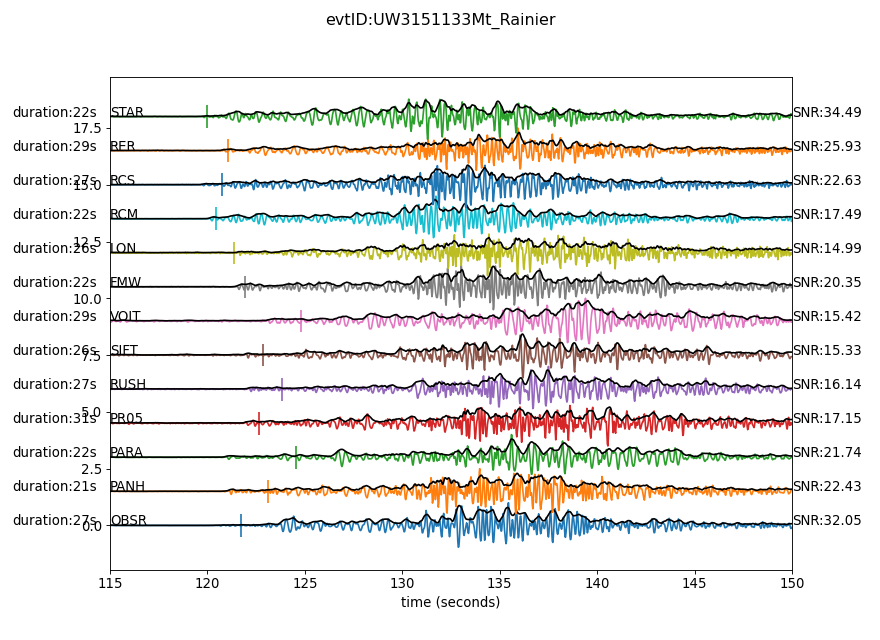 evtID:UW3151133Mt_Rainier
duration:22s STAR SNR:34.49
17.5
duration:29s RER SNR:25.93
duration:27s RCS SNR:22.63
15.0
duration:22s RCM SNR:17.49
12.5
duration:26s LON SNR:14.99
duration:22s FMW SNR:20.35
10.0
duration:29s VOIT SNR:15.42
duration:26s SIFT SNR:15.33
7.5
duration:27s RUSH SNR:16.14
5.0
duration:31s PR05 SNR:17.15
duration:22s PARA SNR:21.74
2.5
duration:21s PANH SNR:22.43
duration:27s OBSR SNR:32.05
0.0
115 120 125 130 135 140 145 150
time (seconds)